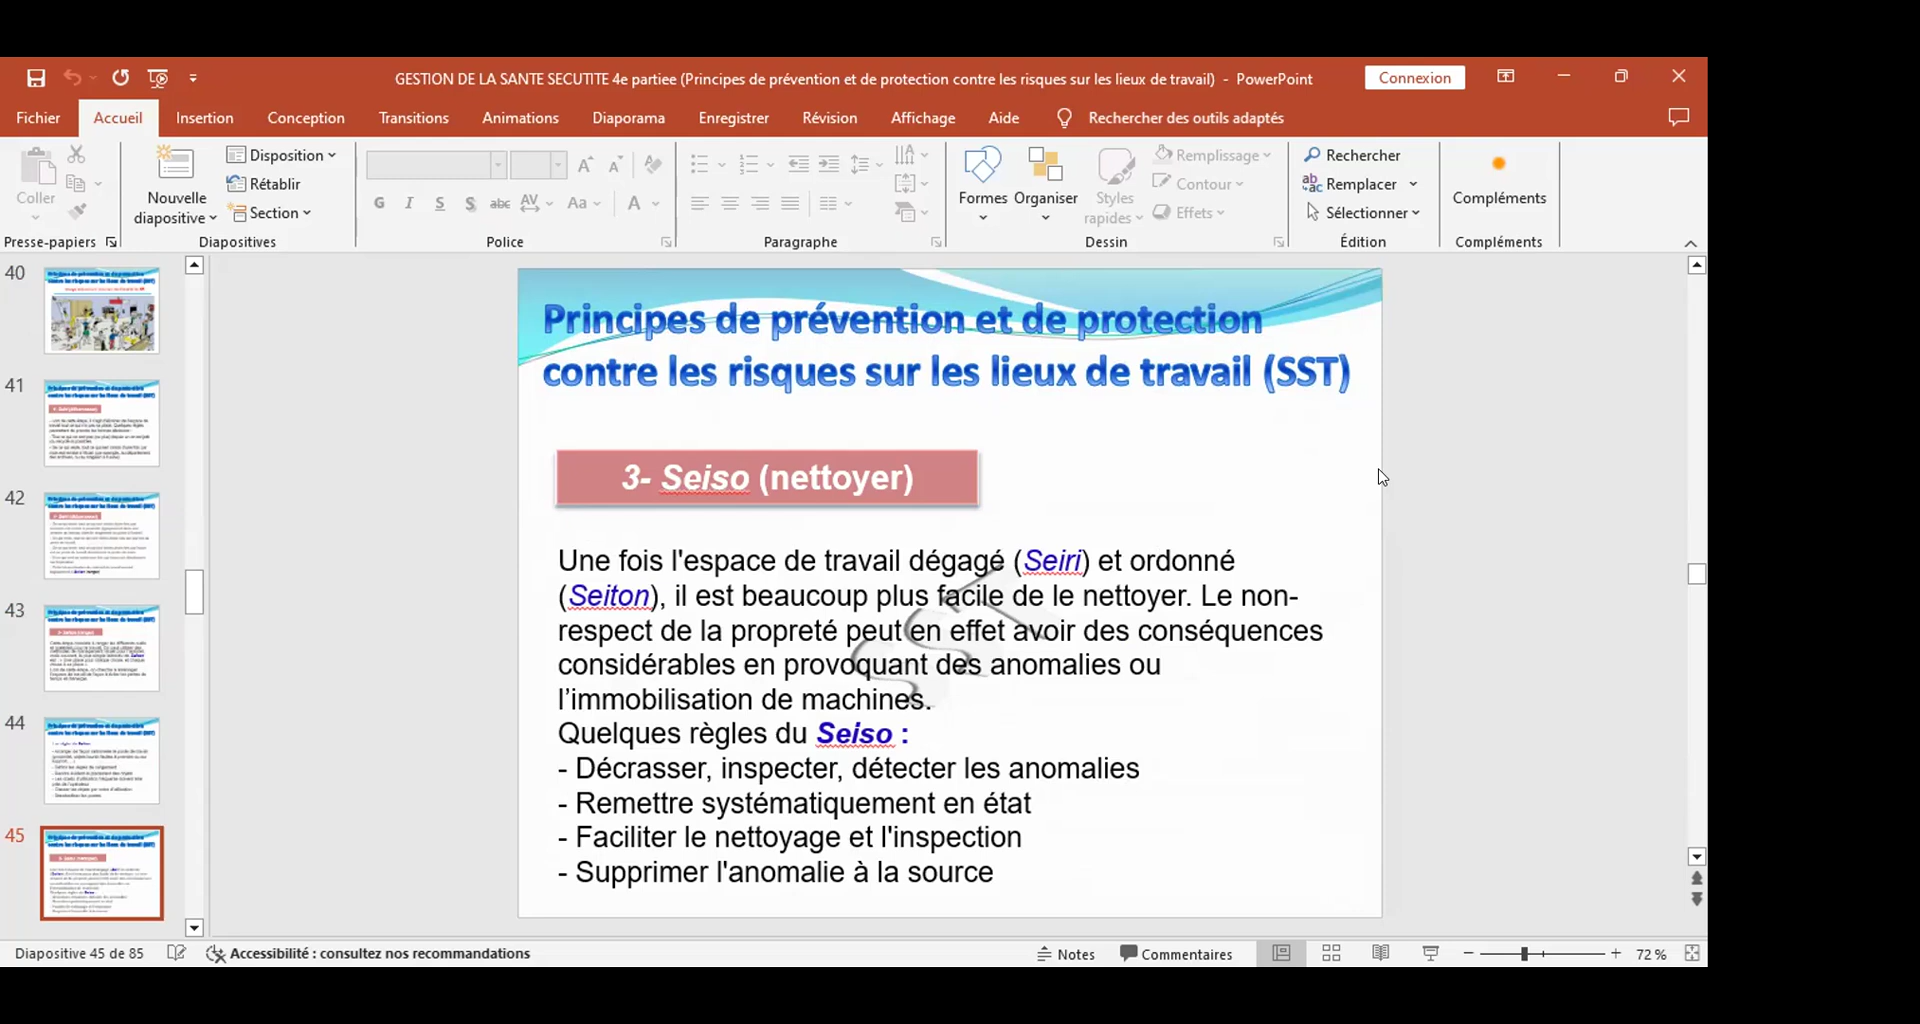 GESTION DE LA SANTE SECUTITE 4e partiee (Principes de prévention et de protection contre les risques sur les lieux de travail) - PowerPoint
Connexion
Fichier Accueil Insertion Conception Transitions Animations Diaporama Enregistrer Révision Affichage Aide Rechercher des outils adaptés
Coller
Presse-papiers
Nouvelle diapositive
Disposition
Rétablir
Section
Diapositives
G I S S abc AV Aa A
Police
Paragraphe
Formes
Organiser
Styles rapides
Remplissage
Contour
Effets
Dessin
Rechercher
Remplacer
Sélectionner
Édition
Compléments
Compléments
40
41
42
43
44
45
Principes de prévention et de protection
contre les risques sur les lieux de travail (SST)
3- Seiso (nettoyer)
Une fois l'espace de travail dégagé (Seiri) et ordonné
(Seiton), il est beaucoup plus facile de le nettoyer. Le non-
respect de la propreté peut en effet avoir des conséquences
considérables en provoquant des anomalies ou
l’immobilisation de machines.
Quelques règles du Seiso :
- Décrasser, inspecter, détecter les anomalies
- Remettre systématiquement en état
- Faciliter le nettoyage et l'inspection
- Supprimer l'anomalie à la source
SST
Diapositive 45 de 85
Accessibilité : consultez nos recommandations
Notes
Commentaires
72 %